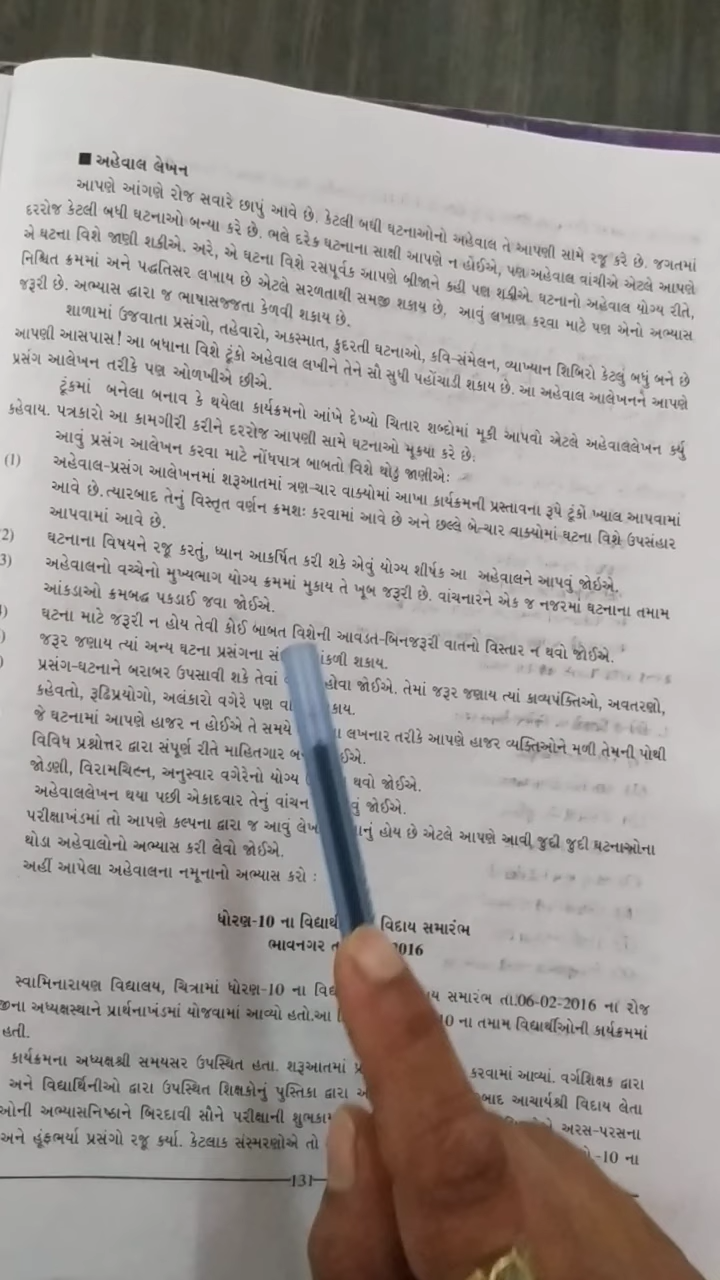 ■ અહેવાલ લેખન
આપણે આંગણે રોજ સવારે છાપું આવે છે. કેટલી બધી ઘટનાઓનો અહેવાલ તે આપણી સામે રજૂ કરે છે. જગતમાં
દરરોજ કેટલી બધી ઘટનાઓ બન્યા કરે છે. ભલે દરેક ઘટનાના સાક્ષી આપણે ન હોઈએ, પણ અહેવાલ વાંચીએ એટલે આપણે
એ ઘટના વિશે જાણી શકીએ. અરે, એ ઘટના વિશે રસપૂર્વક આપણે બીજાને કહી પણ શકીએ. ઘટનાનો અહેવાલ યોગ્ય રીતે,
નિશ્ચિત ક્રમમાં અને પદ્ધતિસર લખાય છે એટલે સરળતાથી સમજી શકાય છે, આવું લખાણ કરવા માટે પણ એનો અભ્યાસ
જરૂરી છે. અભ્યાસ દ્વારા જ ભાષાસજ્જતા કેળવી શકાય છે.
શાળામાં ઉજવાતા પ્રસંગો, તહેવારો, અકસ્માત, કુદરતી ઘટનાઓ, કવિ-સંમેલન, વ્યાખ્યાન શિબિરો કેટલું બધું બને છે
આપણી આસપાસ! આ બધાના વિશે ટૂંકો અહેવાલ લખીને તેને સૌ સુધી પહોંચાડી શકાય છે. આ અહેવાલ આલેખનને આપણે
પ્રસંગ આલેખન તરીકે પણ ઓળખીએ છીએ.
ટૂંકમાં બનેલા બનાવ કે થયેલા કાર્યક્રમનો આંખે દેખ્યો ચિતાર શબ્દોમાં મૂકી આપવો એટલે અહેવાલલેખન કર્યું
કહેવાય. પત્રકારો આ કામગીરી કરીને દરરોજ આપણી સામે ઘટનાઓ મૂક્યા કરે છે.
આવું પ્રસંગ આલેખન કરવા માટે નોંધપાત્ર બાબતો વિશે થોડું જાણીએઃ
(1) અહેવાલ-પ્રસંગ આલેખનમાં શરૂઆતમાં ત્રણ-ચાર વાક્યોમાં આખા કાર્યક્રમની પ્રસ્તાવના રૂપે ટૂંકો ખ્યાલ આપવામાં
આવે છે.ત્યારબાદ તેનું વિસ્તૃત વર્ણન ક્રમશઃ કરવામાં આવે છે અને છલ્લે બે-ચાર વાક્યોમાં ઘટના વિશે ઉપસંહાર
આપવામાં આવે છે.
2) ઘટનાના વિષયને રજૂ કરતું, ધ્યાન આકર્ષિત કરી શકે એવું યોગ્ય શીર્ષક આ અહેવાલને આપવું જોઈએ.
3) અહેવાલનો વચ્ચેનો મુખ્યભાગ યોગ્ય ક્રમમાં મુકાય તે ખૂબ જરૂરી છે. વાંચનારને એક જ નજરમાં ઘટનાના તમામ
આંકડાઓ ક્રમબદ્ધ પકડાઈ જવા જોઈએ.
) ઘટના માટે જરૂરી ન હોય તેવી કોઈ બાબત વિશેની આવડત-બિનજરૂરી વાતનો વિસ્તાર ન થવો જોઈએ.
) જરૂર જણાય ત્યાં અન્ય ઘટના પ્રસંગના શકાય.
) પ્રસંગ-ઘટનાને બરાબર ઉપસાવી શકે તેવાં હોવા જોઈએ. તેમાં જરૂર જણાય ત્યાં કાવ્યપંક્તિઓ, અવતરણો,
કહેવતો, રૂઢિપ્રયોગો, અલંકારો વગેરે પણ
જે ઘટનામાં આપણે હાજર ન હોઈએ તે સમયે લખનાર તરીકે આપણે હાજર વ્યક્તિઓને મળી તેમની પોથી
વિવિધ પ્રશ્નોત્તર દ્વારા સંપૂર્ણ રીતે માહિતગાર
જોડણી, વિરામચિહ્ન, અનુસ્વાર વગેરેનો યોગ્ય થવો જોઈએ.
અહેવાલલેખન થયા પછી એકાદવાર તેનું વાંચન જોઈએ.
પરીક્ષાખંડમાં તો આપણે કલ્પના દ્વારા જ આવું હોય છે એટલે આપણે આવી જુદી જુદી ઘટનાઓના
થોડા અહેવાલોનો અભ્યાસ કરી લેવો જોઈએ.
અહીં આપેલા અહેવાલના નમૂનાનો અભ્યાસ કરો :
ધોરણ-10 ના વિદાય સમારંભ
ભાવનગર 2016
સ્વામિનારાયણ વિદ્યાલય, ચિત્રામાં ધોરણ-10 ના સમારંભ તા.06-02-2016 ના રોજ
અધ્યક્ષસ્થાને પ્રાર્થનાખંડમાં યોજવામાં આવ્યો હતો.આ 10 ના તમામ વિદ્યાર્થીઓની કાર્યક્રમમાં
હતી.
કાર્યક્રમના અધ્યક્ષશ્રી સમયસર ઉપસ્થિત હતા. શરૂઆતમાં કરવામાં આવ્યાં. વર્ગશિક્ષક દ્વારા
અને વિદ્યાર્થિનીઓ દ્વારા ઉપસ્થિત શિક્ષકોનું પુસ્તિકા દ્વારા આચાર્યશ્રી વિદાય લેતા
અભ્યાસનિષ્ઠાને બિરદાવી સૌને પરીક્ષાની અરસ-પરસના
અને હૂંફભર્યા પ્રસંગો રજૂ કર્યા. કેટલાક સંસ્મરણોએ તો -10 ના
131